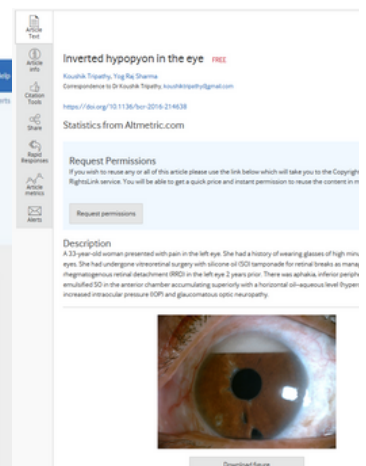 Article
Text
Article
info
Citation
Tools
Share
Rapid
Responses
Article
metrics
Alerts
Inverted hypopyon in the eye FREE
Koushik Tripathy, Yog Raj Sharma
Correspondence to Dr Koushik Tripathy, koushiktripathy@gmail.com
https://doi.org/10.1136/bcr-2016-214638
Statistics from Altmetric.com
Request Permissions
If you wish to reuse any or all of this article please use the link below which will take you to the Copyright
RightsLink service. You will be able to get a quick price and instant permission to reuse the content in m
Request permissions
Description
A 33-year-old woman presented with pain in the left eye. She had a history of wearing glasses of high minu
eyes. She had undergone vitreoretinal surgery with silicone oil (SO) tamponade for retinal breaks as manag
rhegmatogenous retinal detachment (RRD) in the left eye 2 years prior. There was aphakia, inferior periphe
emulsified SO in the anterior chamber accumulating superiorly with a horizontal oil–aqueous level (hyper
increased intraocular pressure (IOP) and glaucomatous optic neuropathy.
Download figure